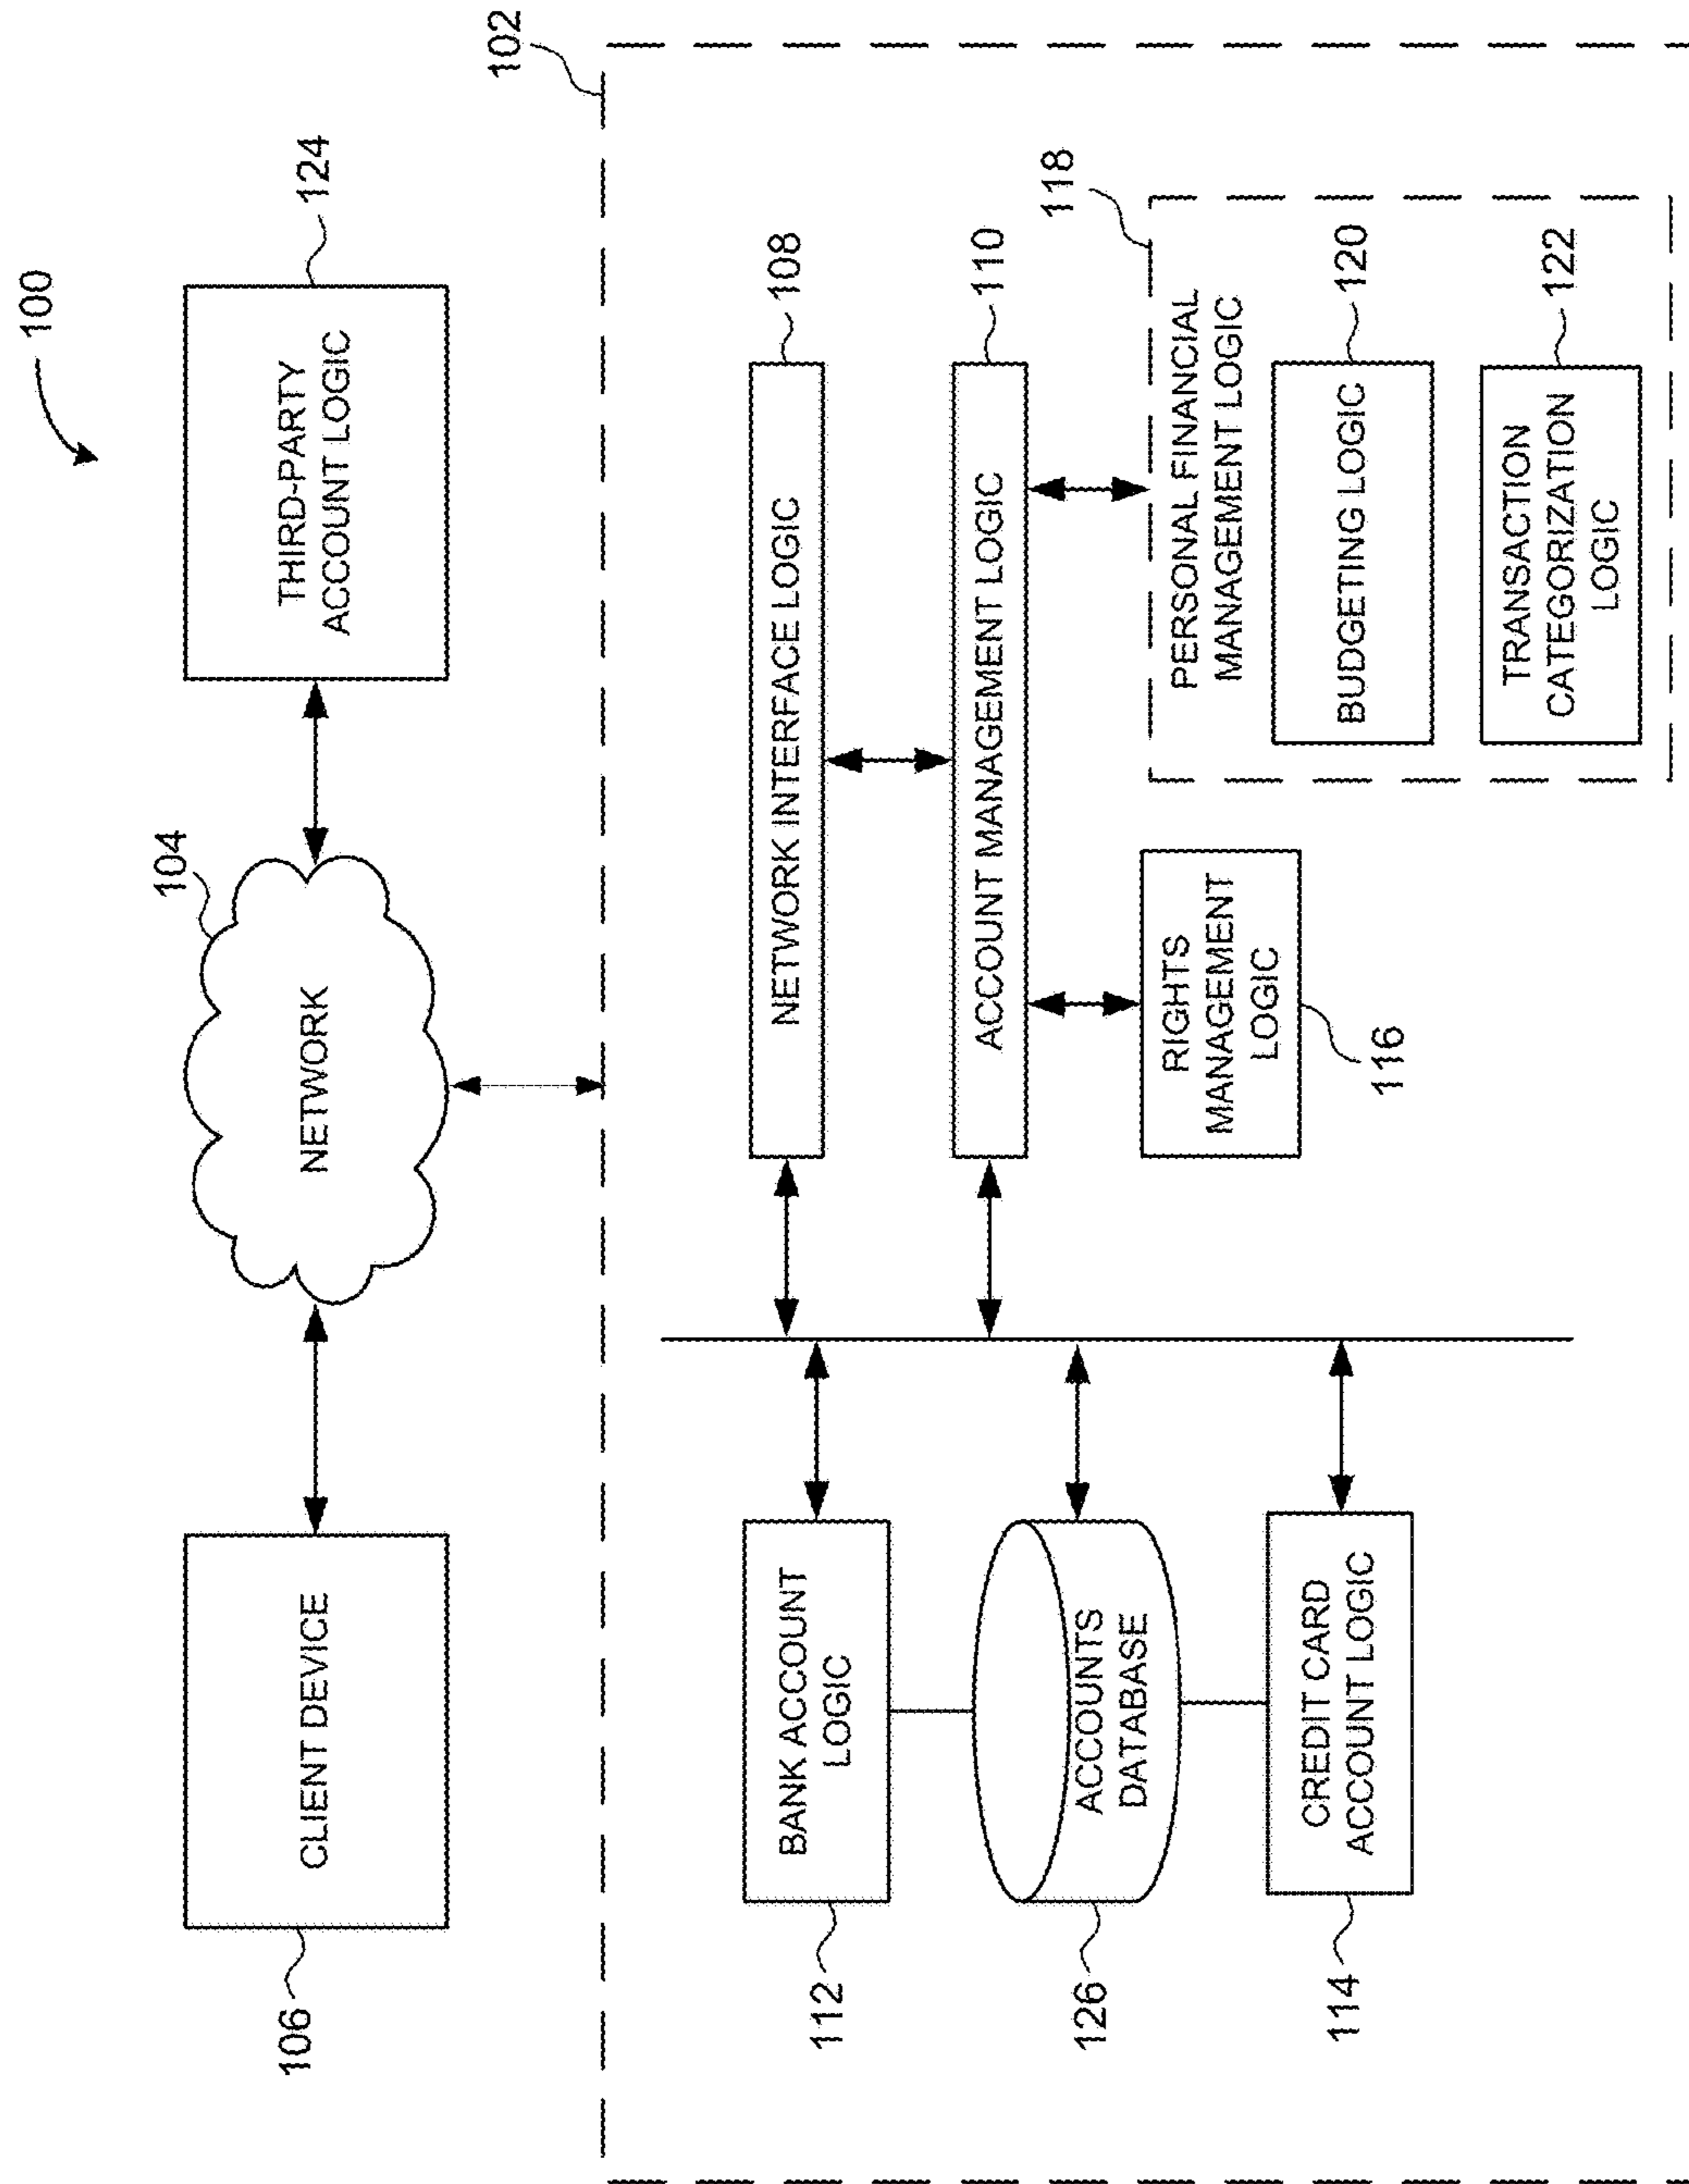 100
CLIENT DEVICE
106
NETWORK
104
THIRD-PARTY
ACCOUNT LOGIC
124
102
BANK ACCOUNT
LOGIC
112
NETWORK INTERFACE LOGIC
108
ACCOUNTS
DATABASE
126
ACCOUNT MANAGEMENT LOGIC
110
CREDIT CARD
ACCOUNT LOGIC
114
RIGHTS
MANAGEMENT
LOGIC
116
PERSONAL FINANCIAL
MANAGEMENT LOGIC
118
BUDGETING LOGIC
120
TRANSACTION
CATEGORIZATION
LOGIC
122